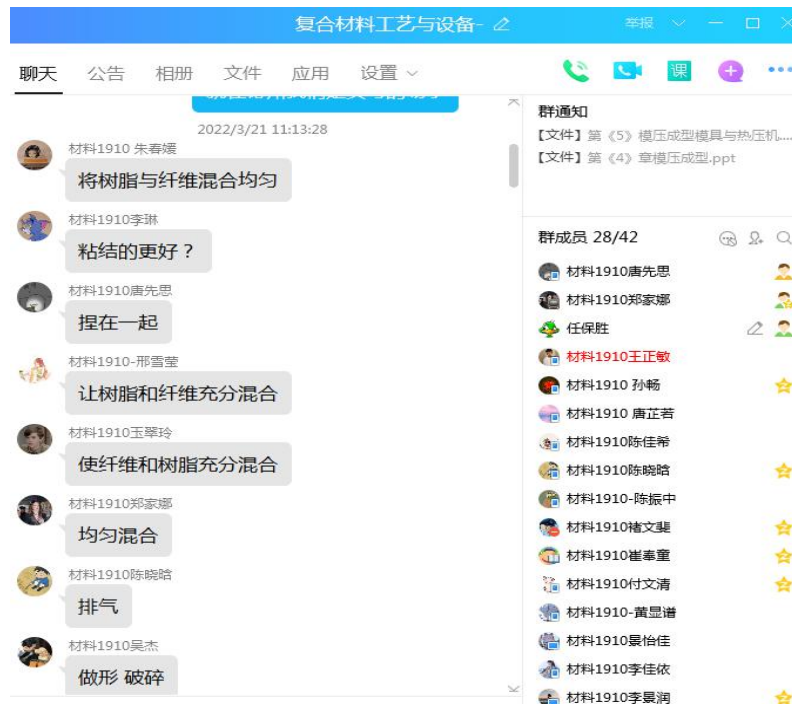 复合材料工艺与设备-
举报
聊天 公告 相册 文件 应用 设置
课
2022/3/21 11:13:28
材料1910 朱春媛
将树脂与纤维混合均匀
材料1910李琳
粘结的更好？
材料1910唐先思
捏在一起
材料1910-邢雪莹
让树脂和纤维充分混合
材料1910玉翠玲
使纤维和树脂充分混合
材料1910郑家娜
均匀混合
材料1910陈晓晗
排气
材料1910吴杰
做形 破碎
群通知
【文件】第《5》模压成型模具与热压机....
【文件】第《4》章模压成型.ppt
群成员 28/42
材料1910唐先思
材料1910郑家娜
任保胜
材料1910王正敏
材料1910 孙畅
材料1910 唐芷若
材料1910陈佳希
材料1910陈晓晗
材料1910-陈振中
材料1910褚文斐
材料1910崔奉童
材料1910付文清
材料1910-黄显谱
材料1910景怡佳
材料1910李佳依
材料1910李景润